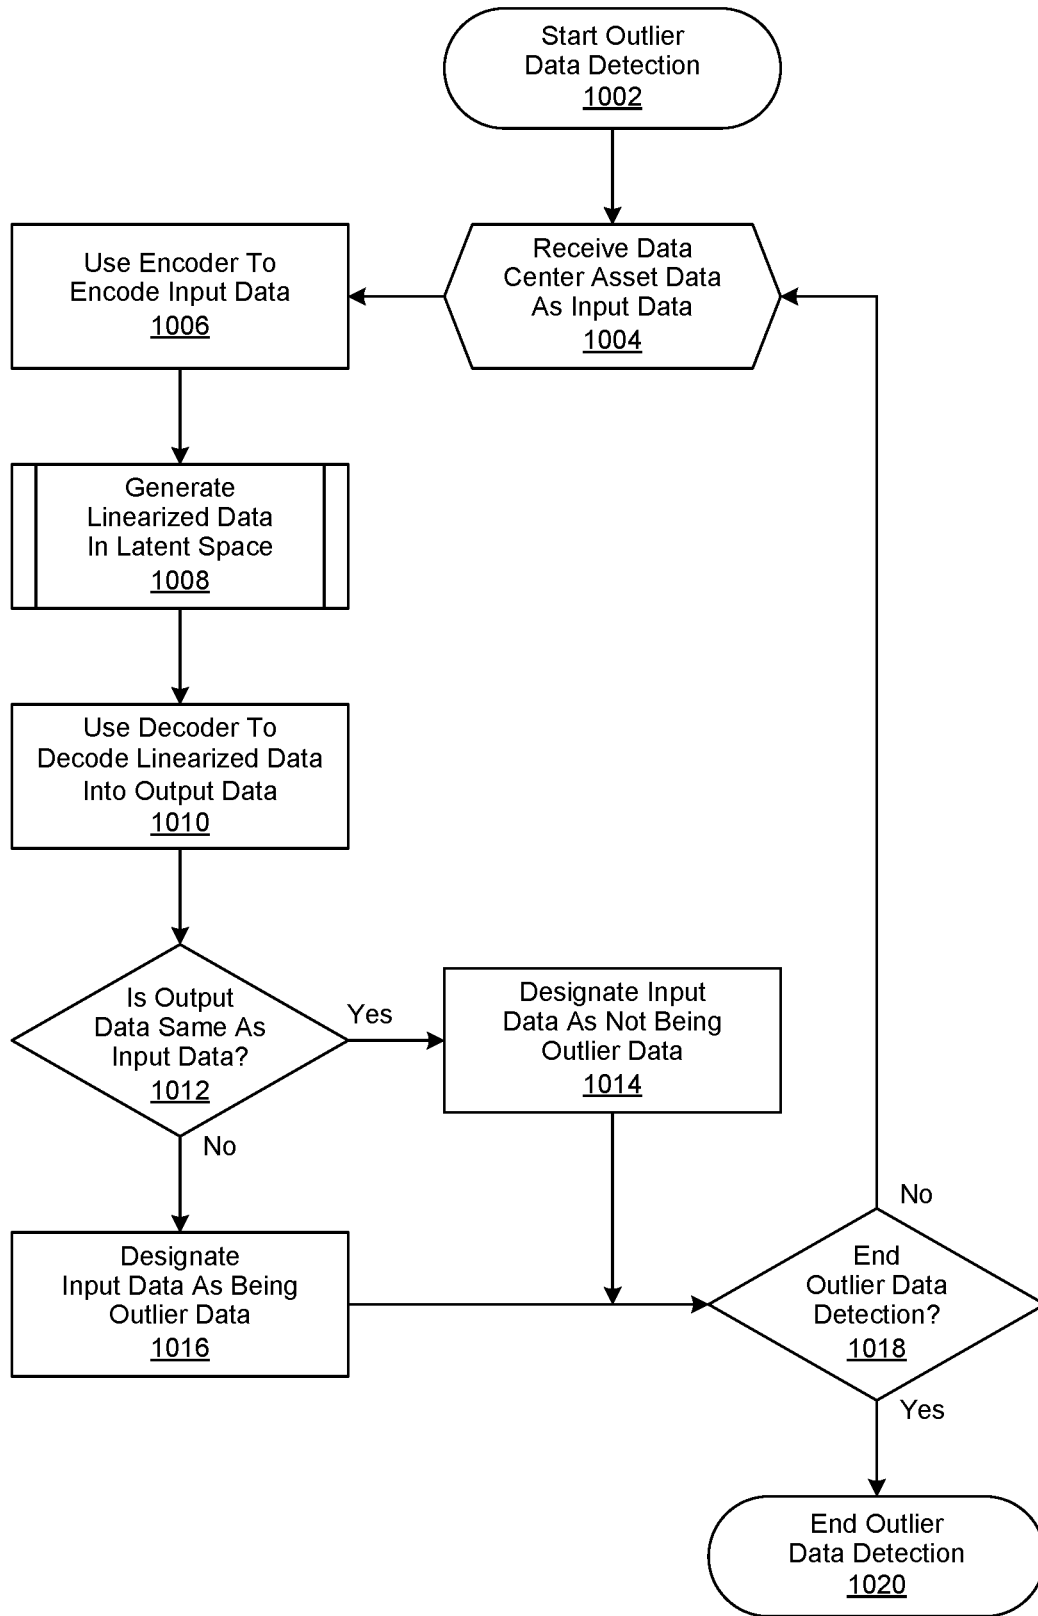 Start Outlier
Data Detection
1002
Receive Data
Center Asset Data
As Input Data
1004
Use Encoder To
Encode Input Data
1006
Generate
Linearized Data
In Latent Space
1008
Use Decoder To
Decode Linearized Data
Into Output Data
1010
Is Output
Data Same As
Input Data?
1012
Yes
No
Designate Input
Data As Not Being
Outlier Data
1014
Designate
Input Data As Being
Outlier Data
1016
No
End
Outlier Data
Detection?
1018
Yes
End Outlier
Data Detection
1020